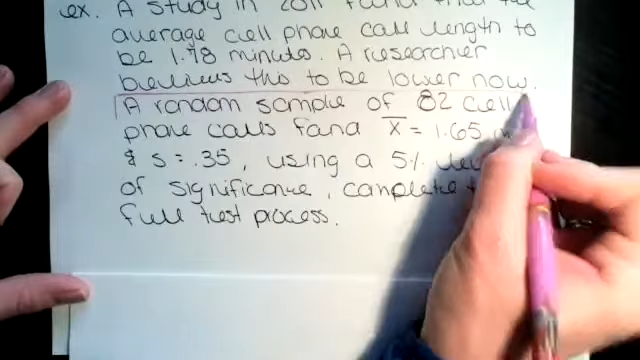 ex. A study in 2011 found that the
average cell phone call length to
be 1.78 minutes. A researcher
believes this to be lower now.
A random sample of 82 cell
phone calls found x̄ = 1.65
& s = .35, using a 5%
of significance, complete
full test process.